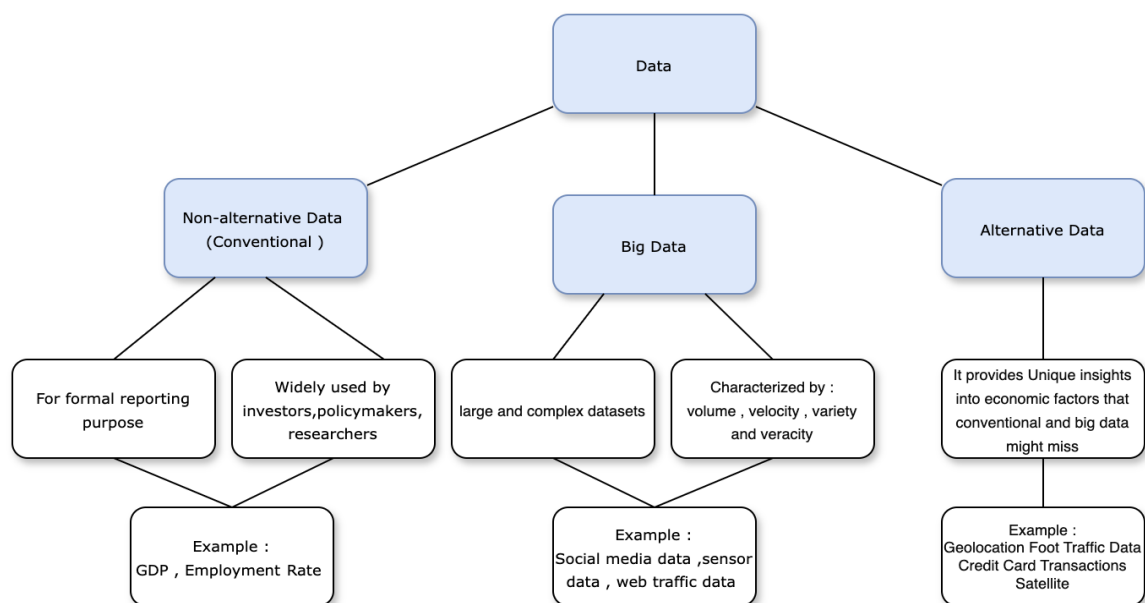 Data
Non-alternative Data
(Conventional )
Big Data
Alternative Data
For formal reporting
purpose
Widely used by
investors,policymakers,
researchers
large and complex datasets
Characterized by :
volume , velocity , variety
and veracity
It provides Unique insights
into economic factors that
conventional and big data
might miss
Example :
GDP , Employment Rate
Example :
Social media data ,sensor
data , web traffic data
Example :
Geolocation Foot Traffic Data
Credit Card Transactions
Satellite